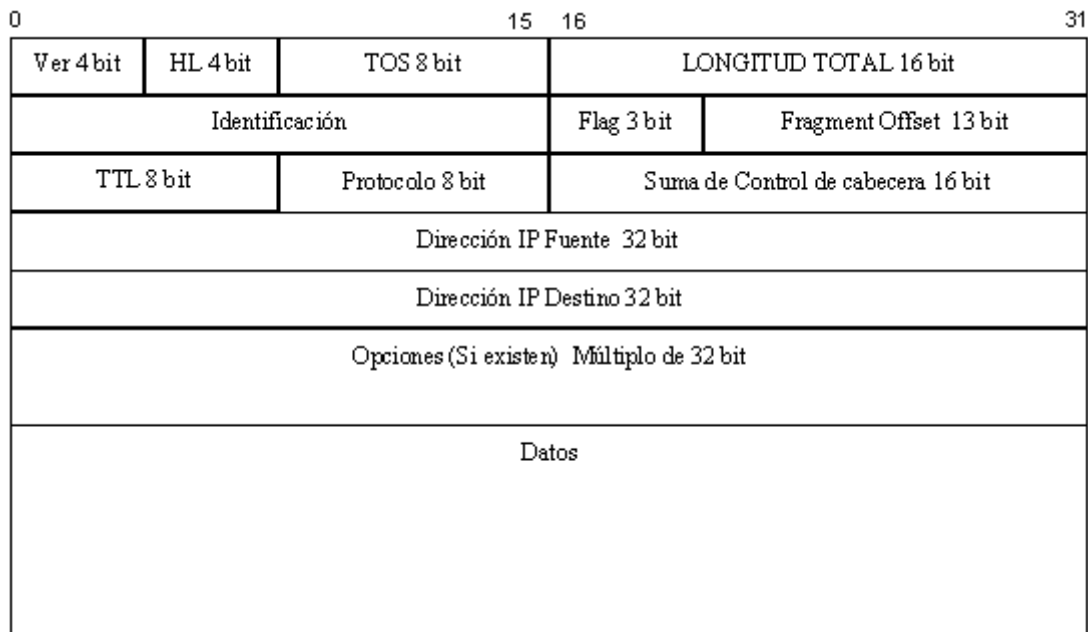 0 15 16 31
Ver 4 bit HL 4 bit TOS 8 bit LONGITUD TOTAL 16 bit
Identificación Flag 3 bit Fragment Offset 13 bit
TTL 8 bit Protocolo 8 bit Suma de Control de cabecera 16 bit
Dirección IP Fuente 32 bit
Dirección IP Destino 32 bit
Opciones (Si existen) Múltiplo de 32 bit
Datos